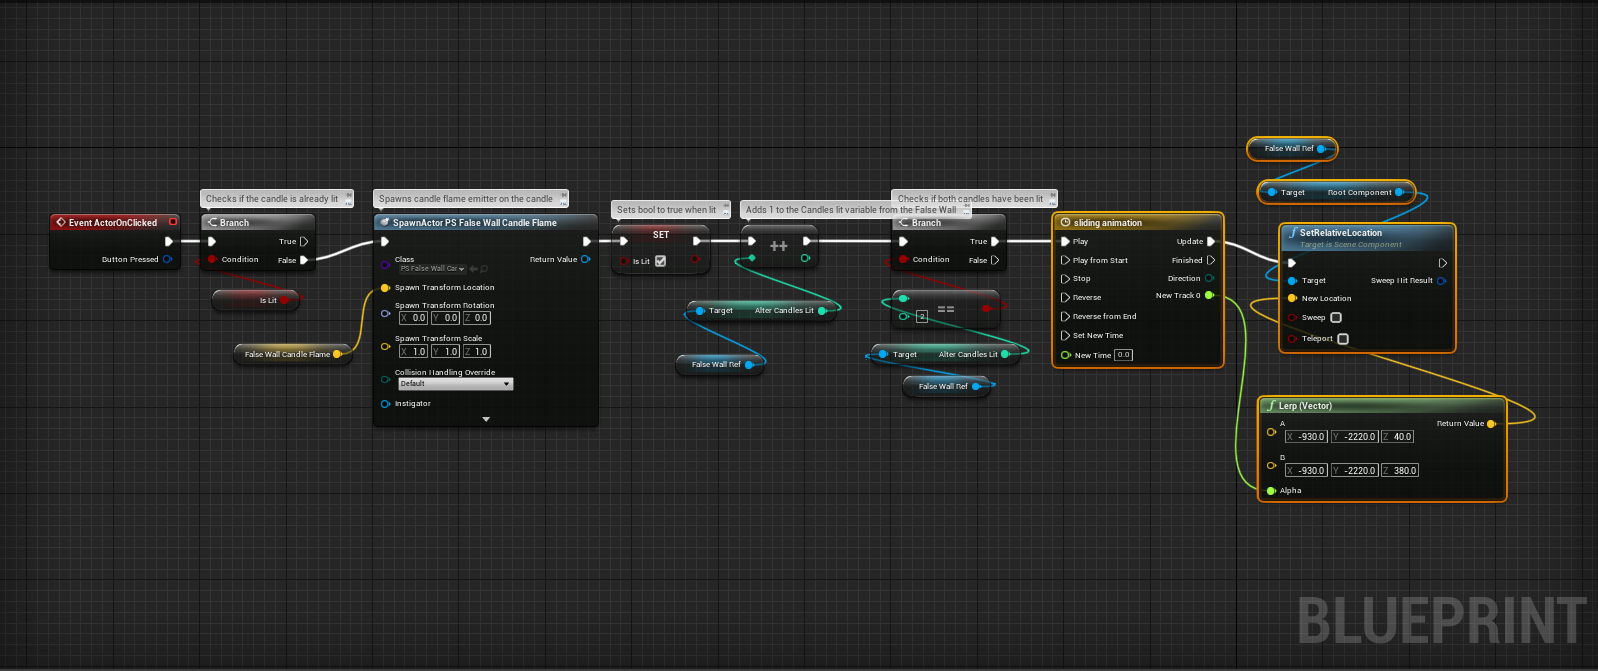 False Wall Ref
Target Root Component
Checks if the candle is already lit
Spawns candle flame emitter on the candle
Sets bool to true when lit
Adds 1 to the Candles lit variable from the False Wall
Checks if both candles have been lit
Event ActorOnClicked
Button Pressed
Branch
True
Condition False
Is Lit
False Wall Candle Flame
SpawnActor PS False Wall Candle Flame
Class Return Value
PS False Wall Car
Spawn Transform Location
Spawn Transform Rotation
X 0.0 Y 0.0 Z 0.0
Spawn Transform Scale
X 1.0 Y 1.0 Z 1.0
Collision Handling Override
Default
Instigator
SET
Is Lit
++
Target Alter Candles Lit
False Wall Ref
Branch
True
Condition False
==
2
Target Alter Candles Lit
False Wall Ref
sliding animation
Play Update
Play from Start Finished
Stop Direction
Reverse New Track 0
Reverse from End
Set New Time
New Time 0.0
SetRelativeLocation
Target is Scene Component
Target Sweep Hit Result
New Location
Sweep
Teleport
Lerp (Vector)
A Return Value
X -930.0 Y -2220.0 Z 40.0
B
X -930.0 Y -2220.0 Z 380.0
Alpha
BLUEPRINT